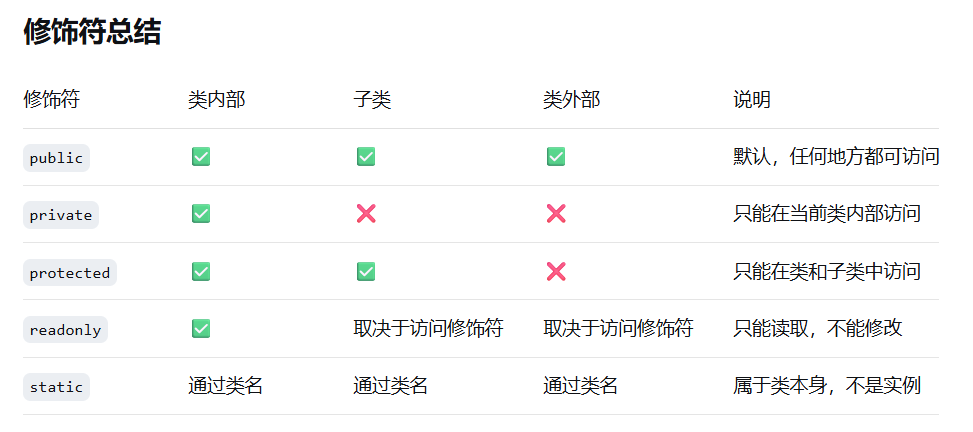 修饰符总结
修饰符 类内部 子类 类外部 说明
public ✅ ✅ ✅ 默认，任何地方都可访问
private ✅ ❌ ❌ 只能在当前类内部访问
protected ✅ ✅ ❌ 只能在类和子类中访问
readonly ✅ 取决于访问修饰符 取决于访问修饰符 只能读取，不能修改
static 通过类名 通过类名 通过类名 属于类本身，不是实例